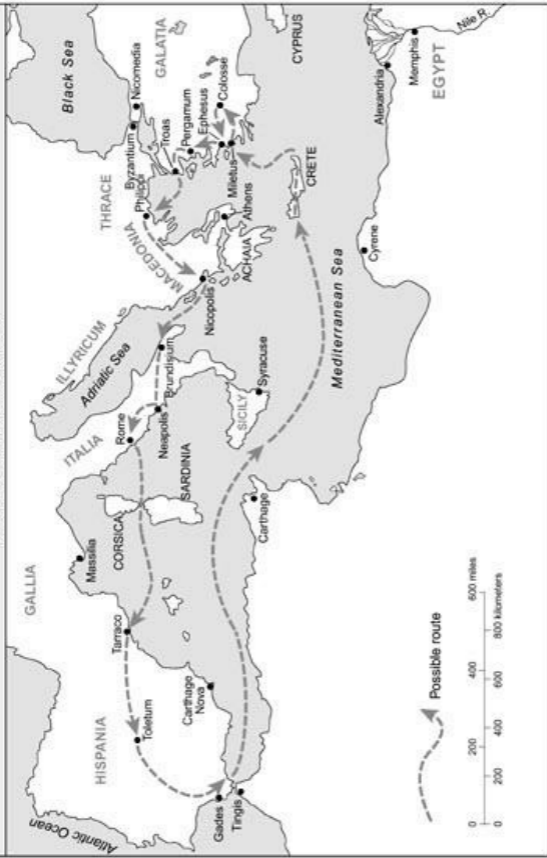 Atlantic Ocean
HISPANIA
GALLIA
ITALIA
ILLYRICUM
Adriatic Sea
THRACE
MACEDONIA
Black Sea
GALATIA
Gades
Tingis
Toletum
Carthage
Nova
Tarraco
Massilia
CORSICA
SARDINIA
Rome
Neapolis
Brundisium
SICILY
Syracuse
Carthage
Nicopolis
ACHAIA
Athens
Philippi
Byzantium
Nicomedia
Troas
Pergamum
Ephesus
Colosse
Miletus
CRETE
CYPRUS
Mediterranean Sea
Cyrene
Alexandria
Memphis
EGYPT
Nile R.
Possible route
0 200 400 600 miles
0 200 400 600 800 kilometers